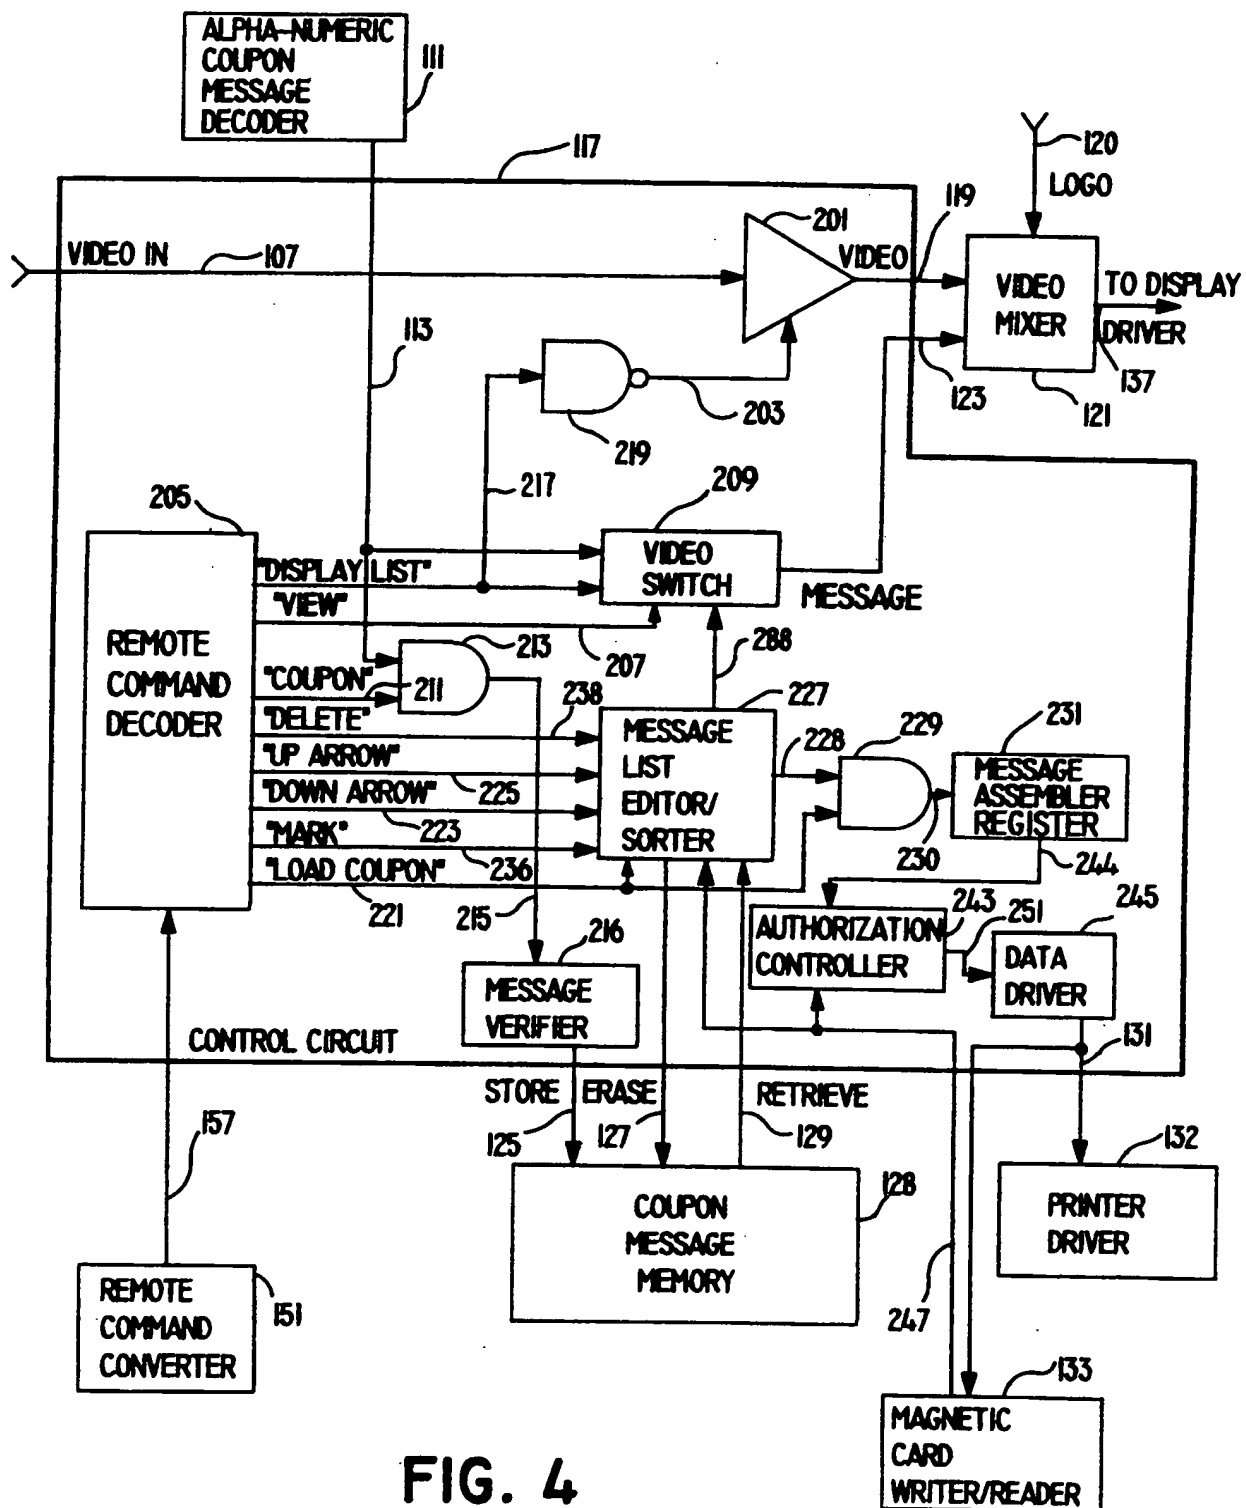 ALPHA-NUMERIC
COUPON
MESSAGE
DECODER
111
117
120
LOGO
119
201
VIDEO IN
107
VIDEO
VIDEO
MIXER
TO DISPLAY
DRIVER
113
203
219
123
121
137
217
209
205
"DISPLAY LIST"
VIDEO
SWITCH
MESSAGE
"VIEW"
207
213
288
REMOTE
COMMAND
DECODER
"COUPON"
211
238
227
"DELETE"
"UP ARROW"
225
"DOWN ARROW"
223
"MARK"
236
"LOAD COUPON"
221
MESSAGE
LIST
EDITOR/
SORTER
228
229
231
MESSAGE
ASSEMBLER
REGISTER
230
244
215
216
MESSAGE
VERIFIER
AUTHORIZATION
CONTROLLER
243
251
245
DATA
DRIVER
CONTROL CIRCUIT
131
STORE
ERASE
RETRIEVE
125
127
129
157
132
128
COUPON
MESSAGE
MEMORY
PRINTER
DRIVER
REMOTE
COMMAND
CONVERTER
151
247
133
MAGNETIC
CARD
WRITER/READER
FIG. 4